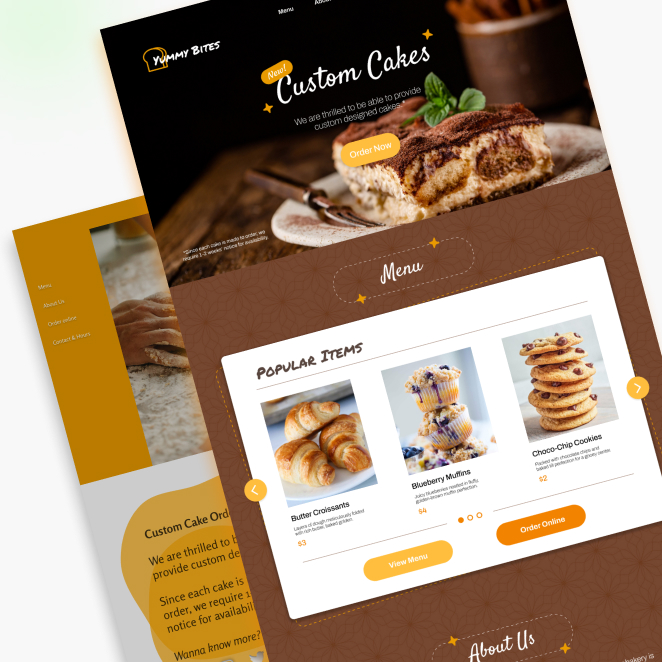 Menu
Abou
Yummy Bites
New!
Custom Cakes
We are thrilled to be able to provide
custom designed cakes.*
Order Now
*Since each cake is made to order, we
require 1-2 weeks' notice for availability.
Menu
Popular Items
Butter Croissants
Layers of dough meticulously folded
with rich butter, baked golden.
$3
Blueberry Muffins
Juicy blueberries nestled in fluffy,
golden-brown muffin perfection.
$4
Choco-Chip Cookies
Packed with chocolate chips and
baked to perfection for a gooey center.
$2
View Menu
Order Online
About Us
bakery is
Menu
About Us
Order online
Contact & Hours
Custom Cake Ord
We are thrilled to b
provide custom de
Since each cake is
order, we require 1
notice for availabil
Wanna know more?